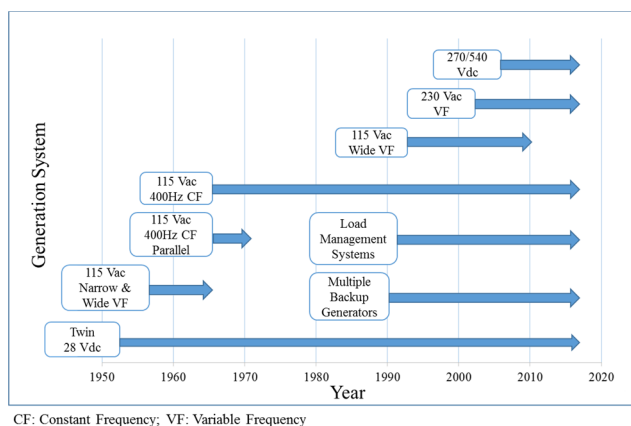 270/540
Vdc
230 Vac
VF
115 Vac
Wide VF
115 Vac
400Hz CF
115 Vac
400Hz CF
Parallel
Load
Management
Systems
115 Vac
Narrow &
Wide VF
Multiple
Backup
Generators
Twin
28 Vdc
Generation System
1950 1960 1970 1980 1990 2000 2010 2020
Year
CF: Constant Frequency; VF: Variable Frequency